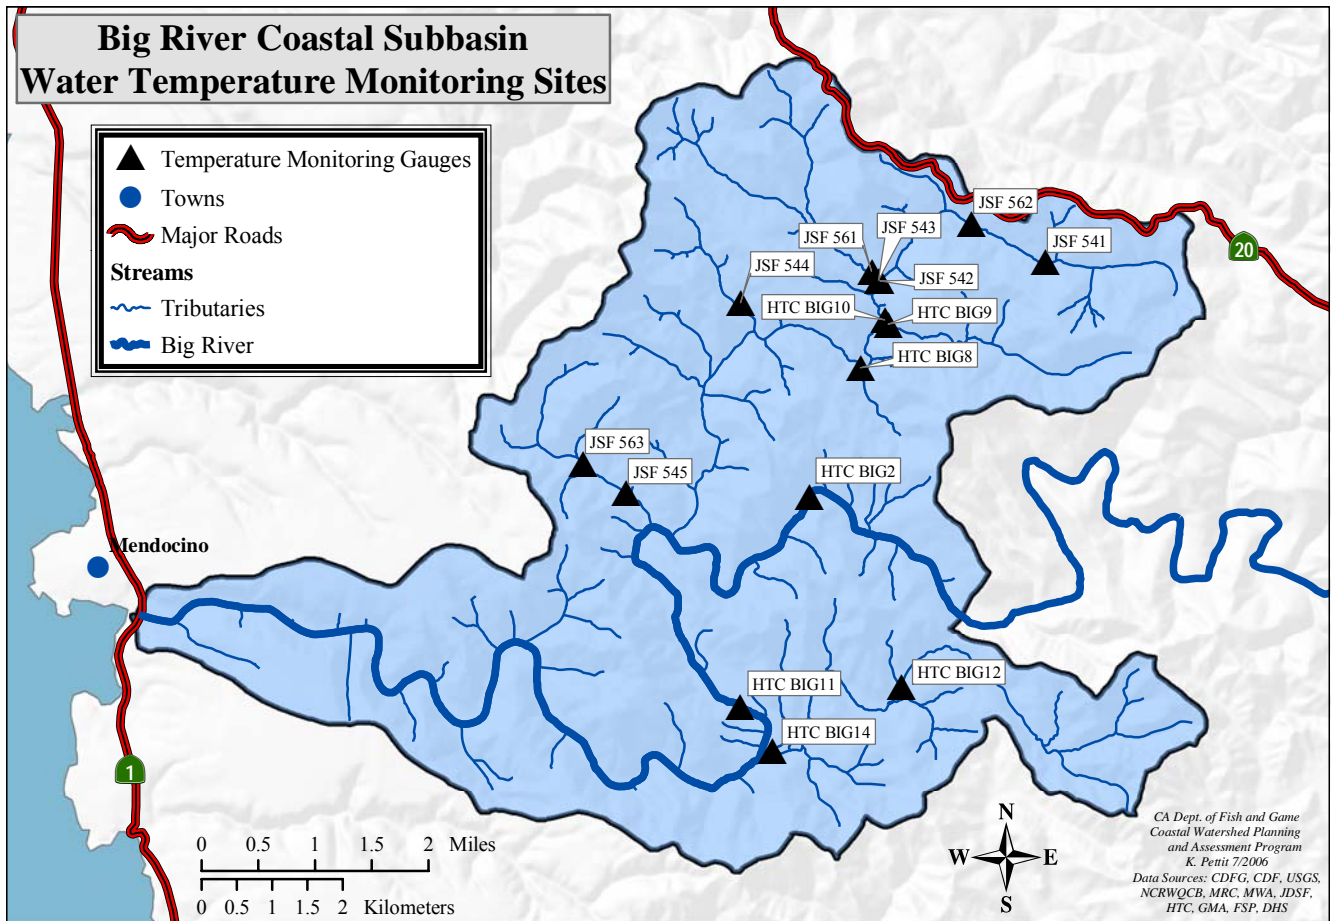 Big River Coastal Subbasin
Water Temperature Monitoring Sites
Temperature Monitoring Gauges
Towns
Major Roads
Streams
Tributaries
Big River
JSF 562
JSF 561
JSF 543
JSF 541
20
JSF 544
JSF 542
HTC BIG10
HTC BIG9
HTC BIG8
JSF 563
JSF 545
HTC BIG2
Mendocino
HTC BIG12
HTC BIG11
HTC BIG14
1
0 0.5 1 1.5 2 Miles
0 0.5 1 2 Kilometers
N
W E
S
CA Dept. of Fish and Game
Coastal Watershed Planning
and Assessment Program
K. Pettit 7/2006
Data Sources: CDFG, CDF, USGS,
NCRWQCB, MRC, MWA, JDSF,
HTC, GMA, FSP, DHS